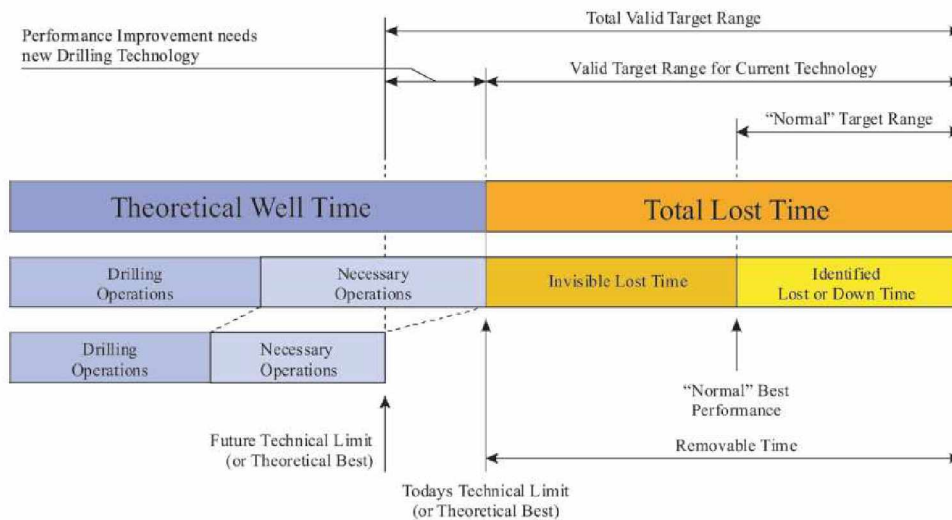 Total Valid Target Range
Performance Improvement needs
new Drilling Technology
Valid Target Range for Current Technology
“Normal” Target Range
Theoretical Well Time
Total Lost Time
Drilling
Operations
Necessary
Operations
Invisible Lost Time
Identified
Lost or Down Time
Drilling
Operations
Necessary
Operations
“Normal” Best
Performance
Future Technical Limit
(or Theoretical Best)
Removable Time
Todays Technical Limit
(or Theoretical Best)